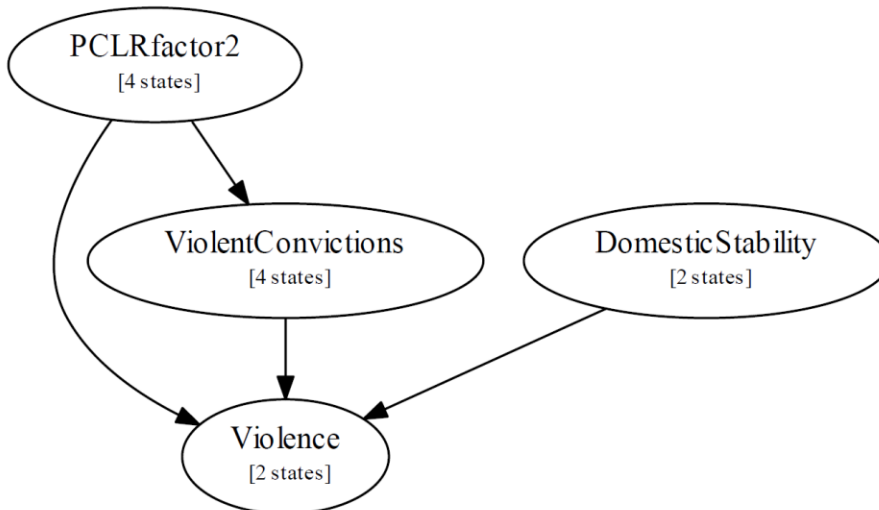 PCLRfactor2
[4 states]
ViolentConvictions
[4 states]
DomesticStability
[2 states]
Violence
[2 states]